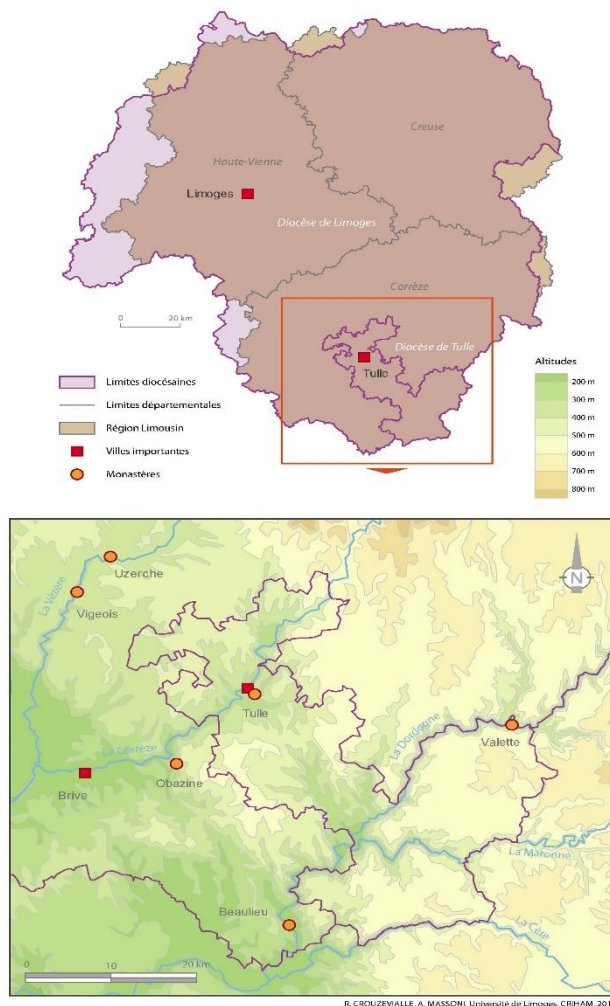 Creuse
Haute-Vienne
Limoges
Diocèse de Limoges
Corrèze
0 20 km
Diocèse de Tulle
Tulle
Limites diocésaines
Limites départementales
Région Limousin
Villes importantes
Monastères
Altitudes
200 m
300 m
400 m
500 m
600 m
700 m
800 m
N
Uzerche
La Vézère
Vigeois
Tulle
La Dordogne
Valette
La Corrèze
Brive
Obazine
La Maronne
Beaulieu
La Cère
0 10 20 km
R. CROUZEVIALLE, A. MASSONI, Université de Limoges, CRIHAM, 201